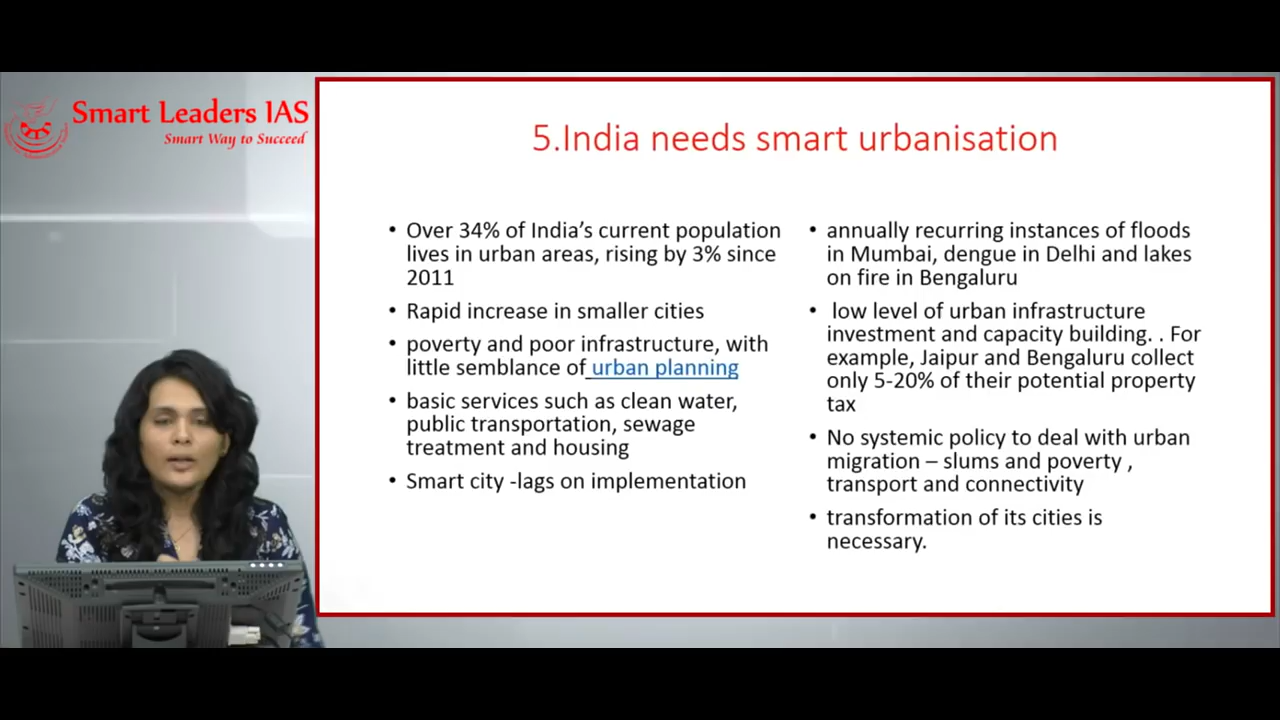 Smart Leaders IAS
Smart Way to Succeed
5.India needs smart urbanisation
• Over 34% of India’s current population
lives in urban areas, rising by 3% since
2011
• Rapid increase in smaller cities
• poverty and poor infrastructure, with
little semblance of urban planning
• basic services such as clean water,
public transportation, sewage
treatment and housing
• Smart city -lags on implementation
• annually recurring instances of floods
in Mumbai, dengue in Delhi and lakes
on fire in Bengaluru
• low level of urban infrastructure
investment and capacity building. . For
example, Jaipur and Bengaluru collect
only 5-20% of their potential property
tax
• No systemic policy to deal with urban
migration – slums and poverty ,
transport and connectivity
• transformation of its cities is
necessary.